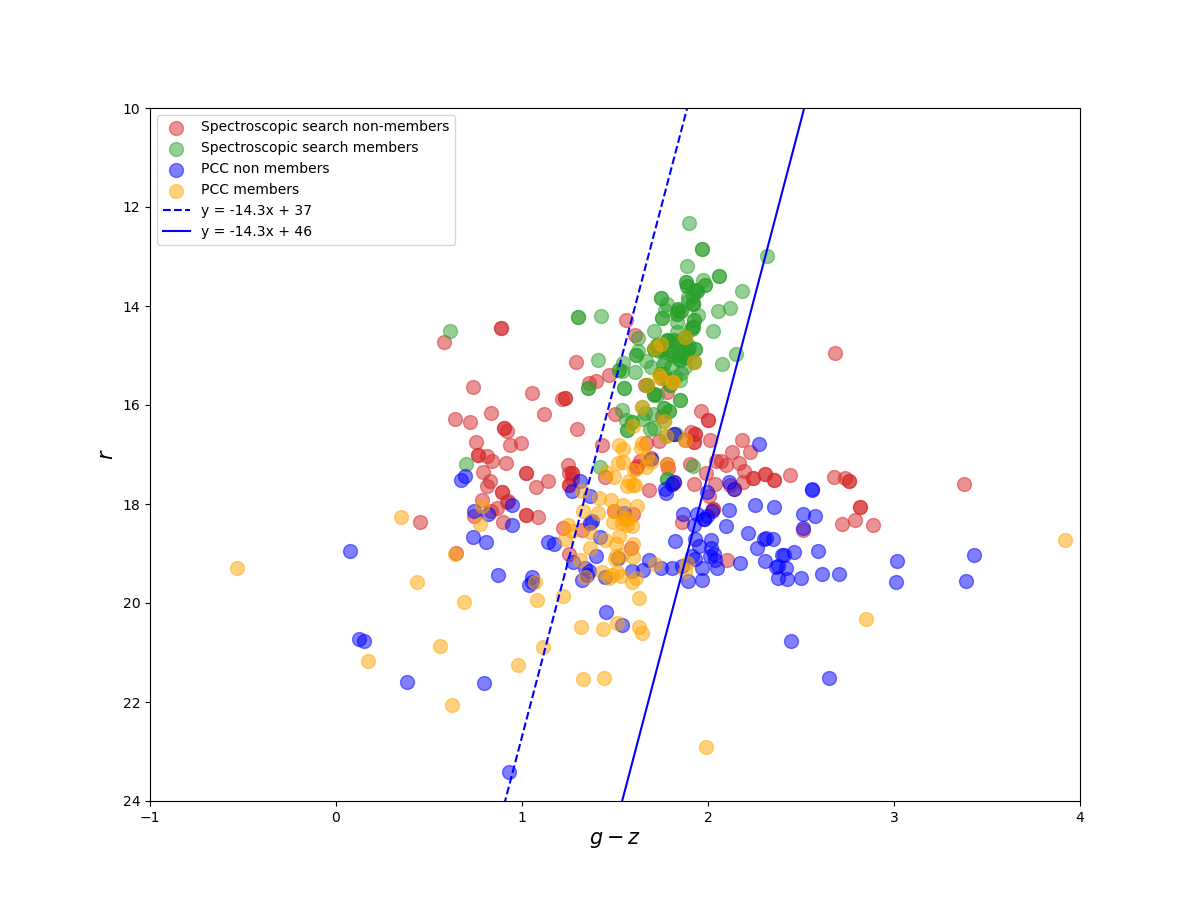 10
12
14
16
18
20
22
24
r
Spectroscopic search non-members
Spectroscopic search members
PCC non members
PCC members
y = -14.3x + 37
y = -14.3x + 46
−1
0
1
2
3
4
g − z